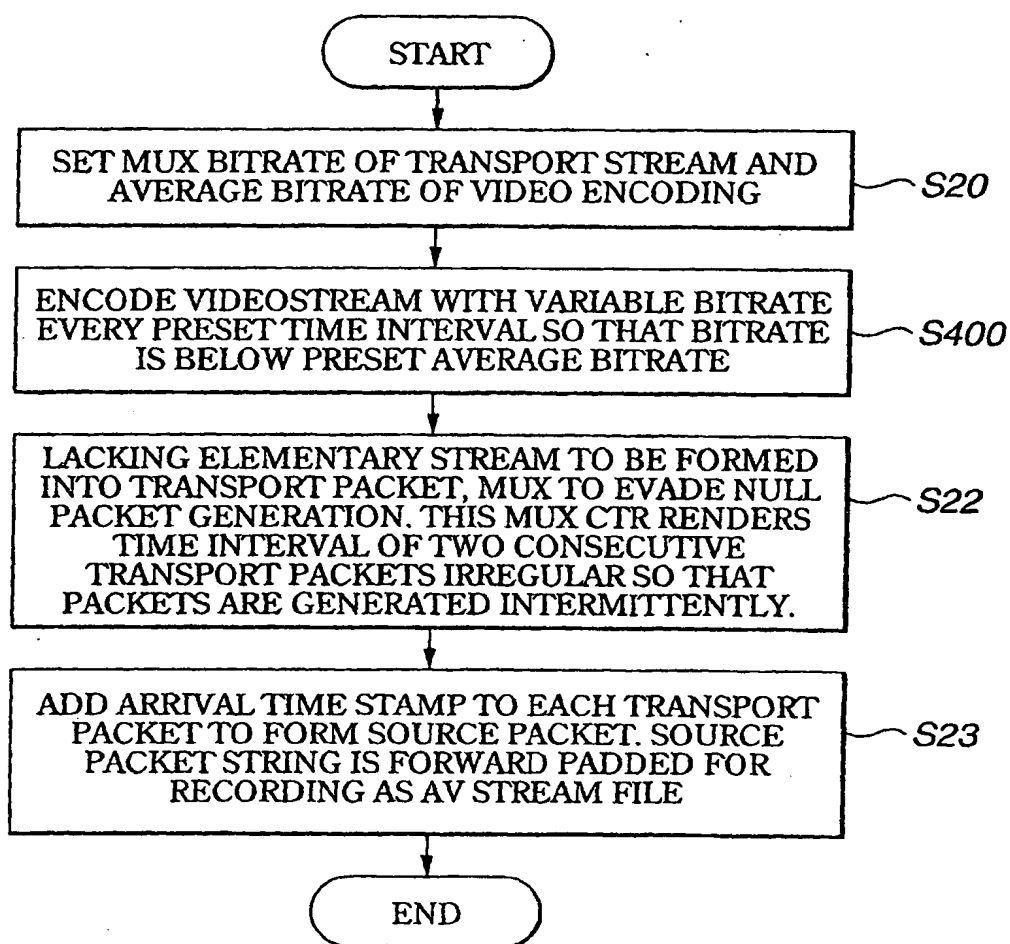 START
SET MUX BITRATE OF TRANSPORT STREAM AND
AVERAGE BITRATE OF VIDEO ENCODING
S20
ENCODE VIDEOSTREAM WITH VARIABLE BITRATE
EVERY PRESET TIME INTERVAL SO THAT BITRATE
IS BELOW PRESET AVERAGE BITRATE
S400
LACKING ELEMENTARY STREAM TO BE FORMED
INTO TRANSPORT PACKET, MUX TO EVADE NULL
PACKET GENERATION. THIS MUX CTR RENDERS
TIME INTERVAL OF TWO CONSECUTIVE
TRANSPORT PACKETS IRREGULAR SO THAT
PACKETS ARE GENERATED INTERMITTENTLY.
S22
ADD ARRIVAL TIME STAMP TO EACH TRANSPORT
PACKET TO FORM SOURCE PACKET. SOURCE
PACKET STRING IS FORWARD PADDED FOR
RECORDING AS AV STREAM FILE
S23
END